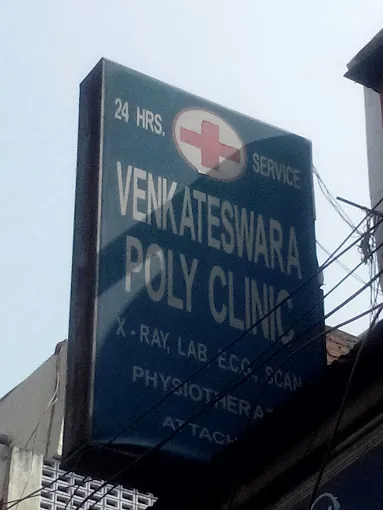 24 HRS. SERVICE
VENKATESWARA
POLY CLINIC
X-RAY, LAB. E.C.G., SCAN